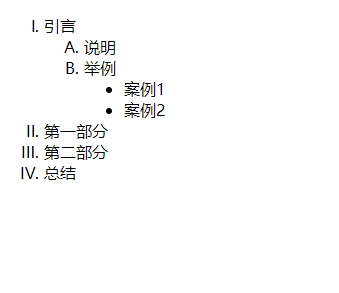 I. 引言
A. 说明
B. 举例
• 案例1
• 案例2
II. 第一部分
III. 第二部分
IV. 总结